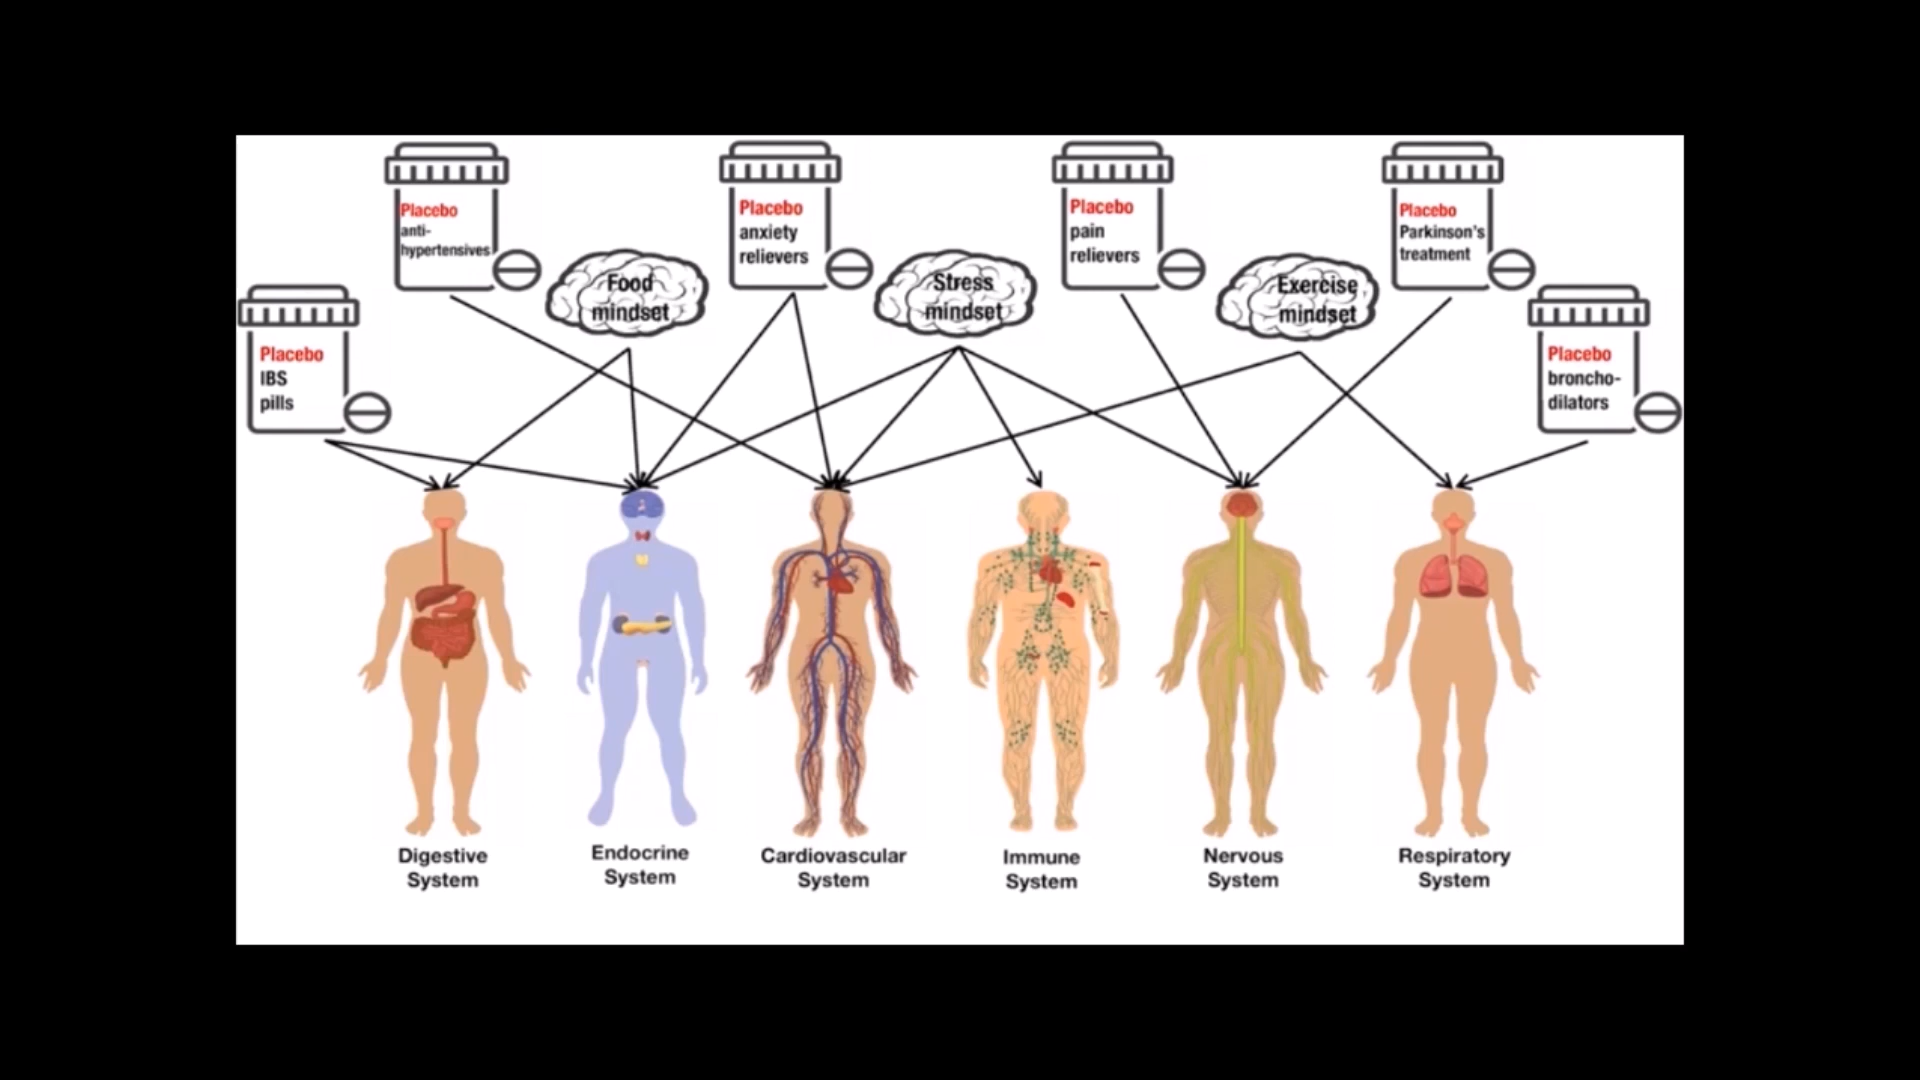 Placebo
anti-
hypertensives
Placebo
anxiety
relievers
Placebo
pain
relievers
Placebo
Parkinson's
treatment
Food
mindset
Stress
mindset
Exercise
mindset
Placebo
IBS
pills
Placebo
broncho-
dilators
Digestive
System
Endocrine
System
Cardiovascular
System
Immune
System
Nervous
System
Respiratory
System